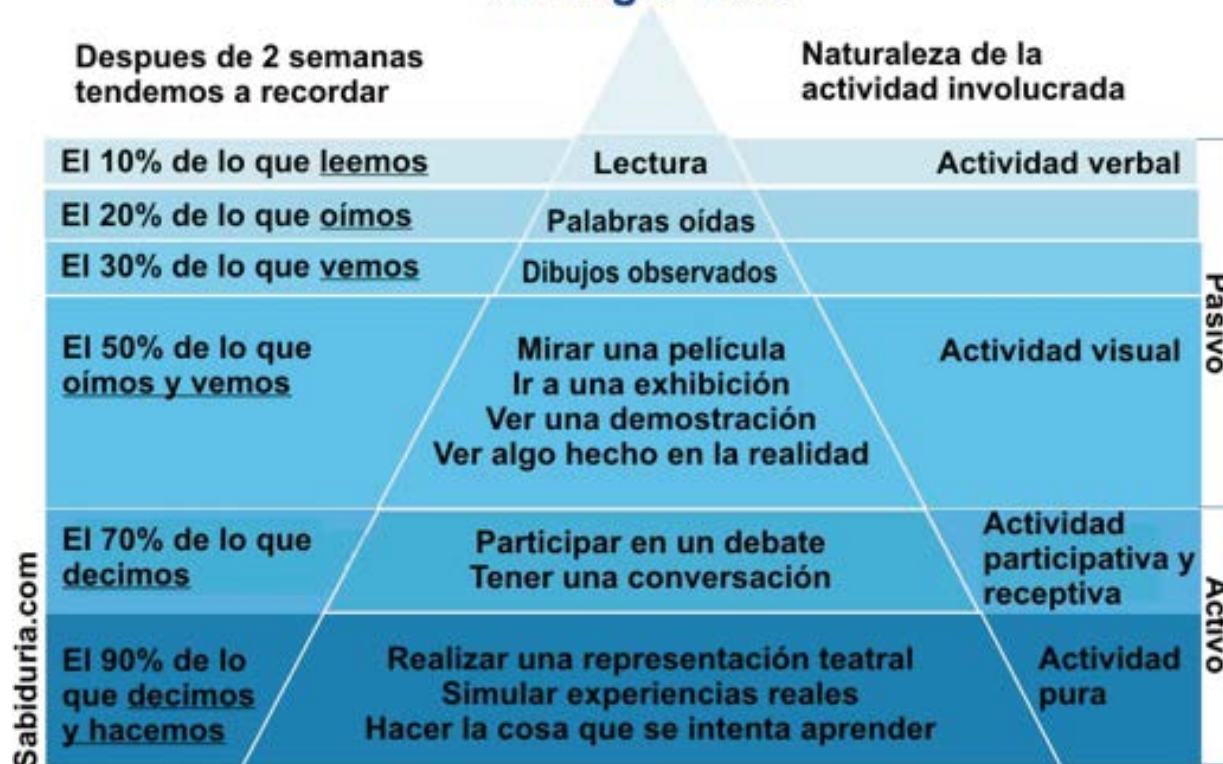 Despues de 2 semanas
tendemos a recordar
Naturaleza de la
actividad involucrada
El 10% de lo que leemos
Lectura
Actividad verbal
El 20% de lo que oímos
Palabras oídas
El 30% de lo que vemos
Dibujos observados
El 50% de lo que
oímos y vemos
Mirar una película
Ir a una exhibición
Ver una demostración
Ver algo hecho en la realidad
Actividad visual
Pasivo
El 70% de lo que
decimos
Participar en un debate
Tener una conversación
Actividad
participativa y
receptiva
El 90% de lo
que decimos
y hacemos
Realizar una representación teatral
Simular experiencias reales
Hacer la cosa que se intenta aprender
Actividad
pura
Activo
Sabiduria.com